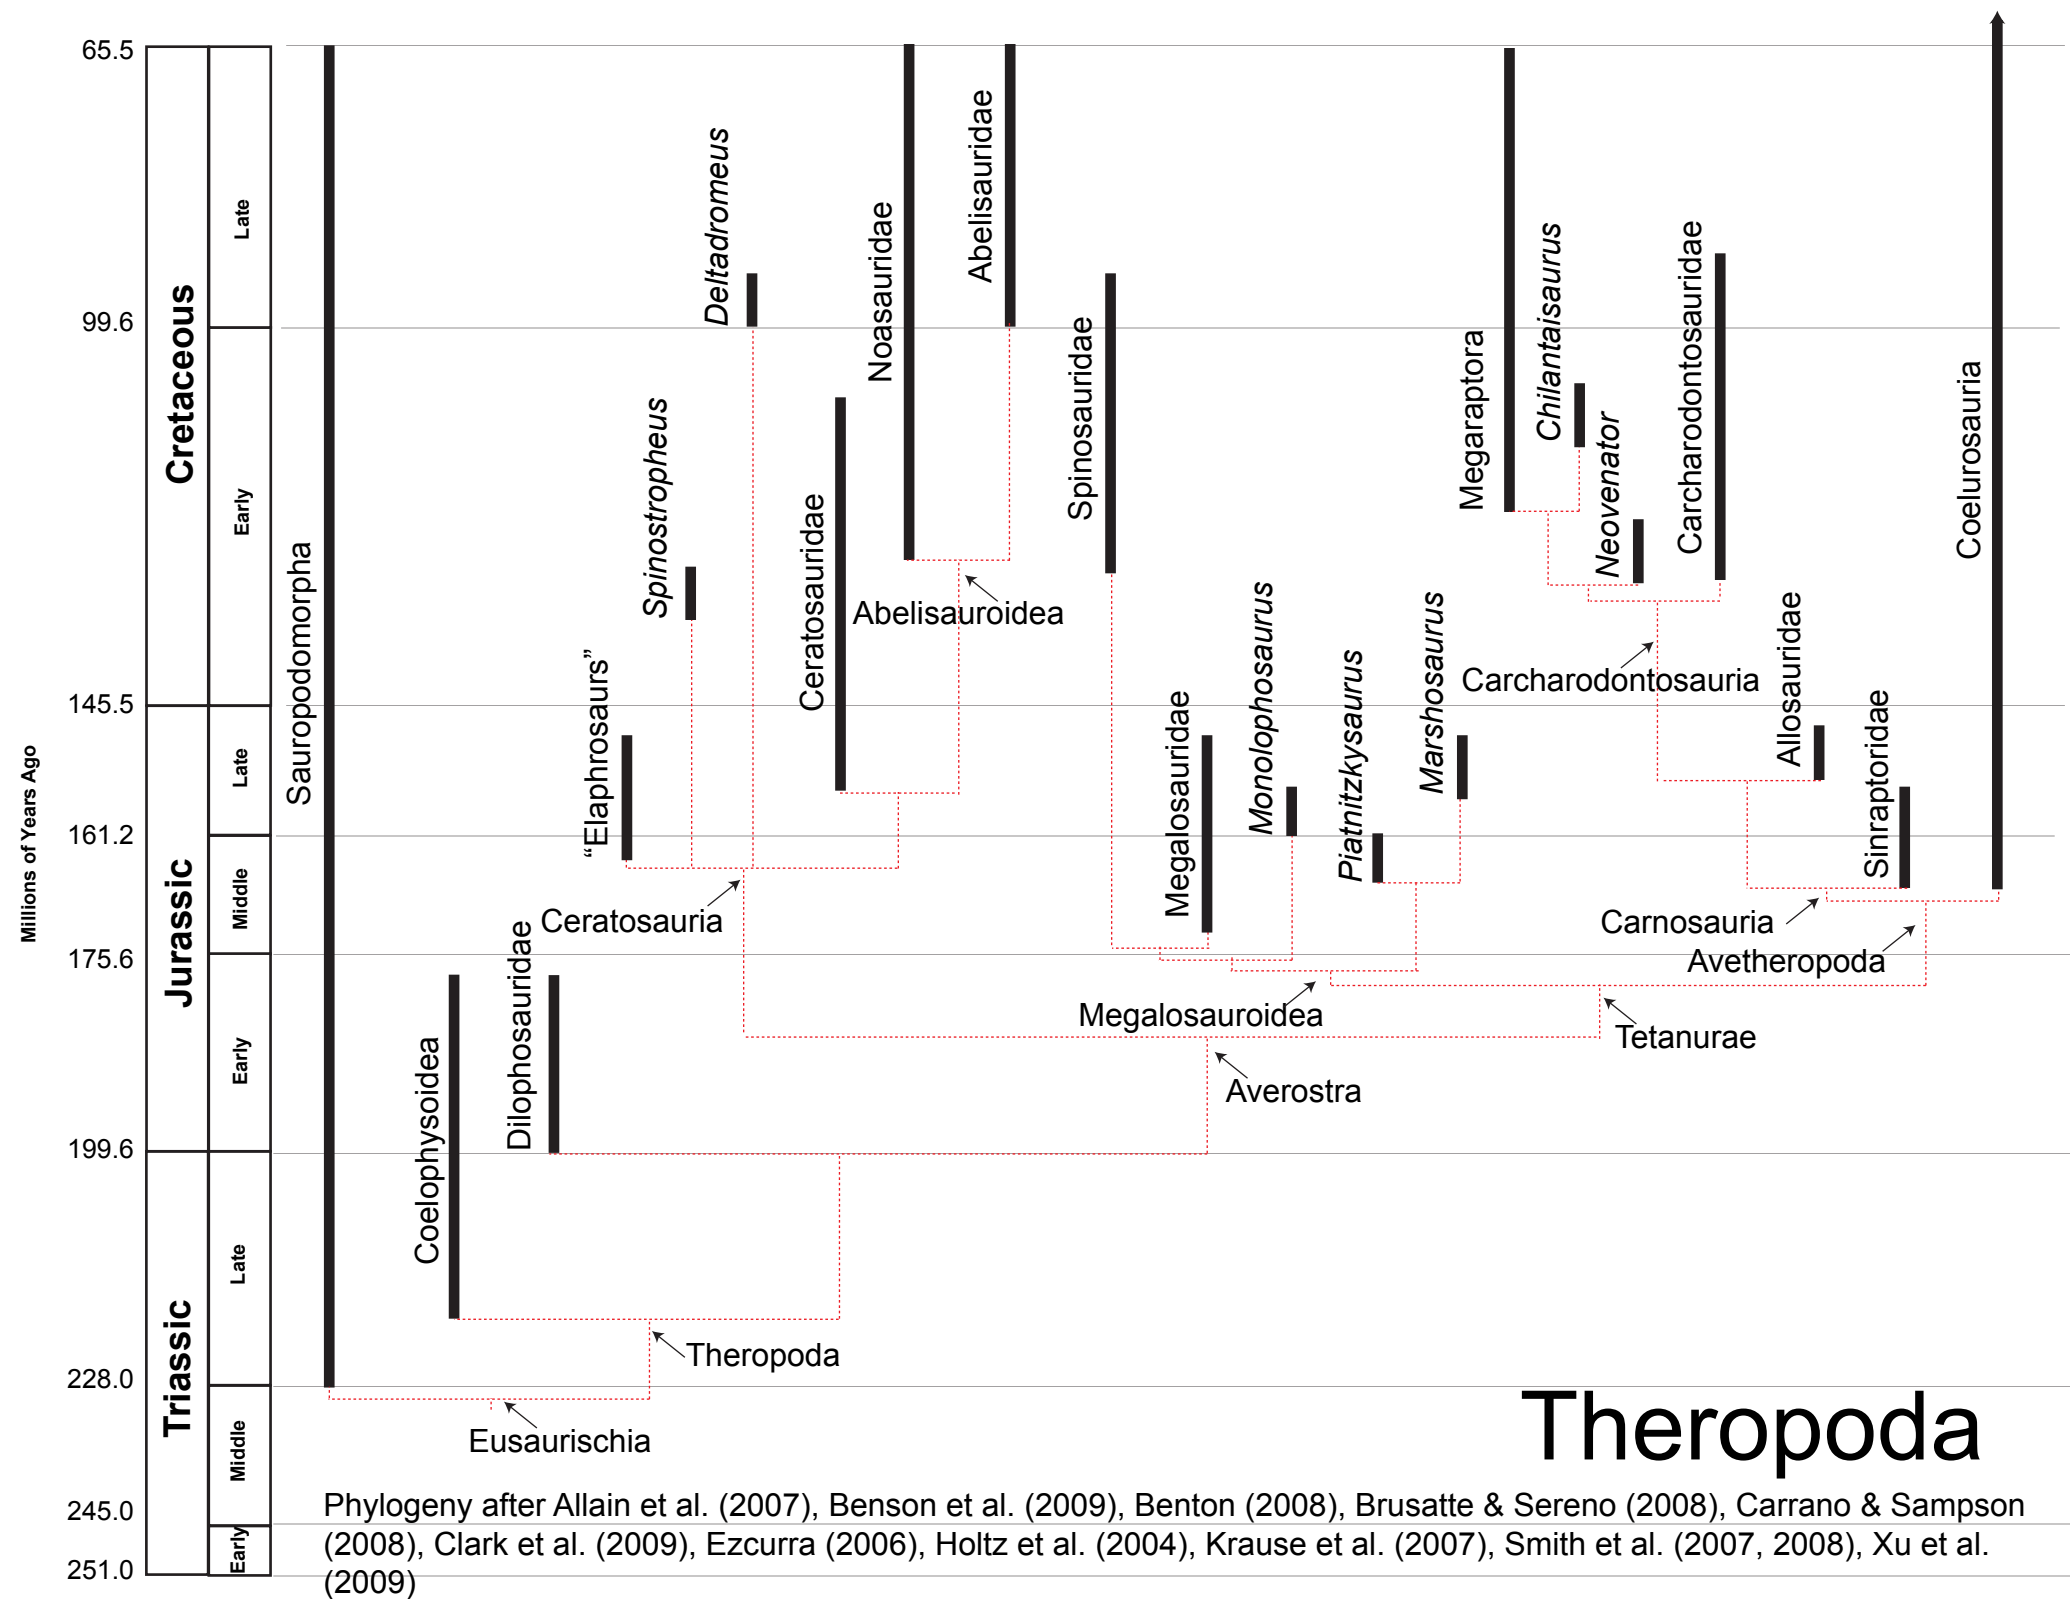 65.5
99.6
145.5
161.2
175.6
199.6
228.0
245.0
251.0
Millions of Years Ago
Cretaceous
Jurassic
Triassic
Late
Early
Late
Middle
Early
Late
Middle
Early
Sauropodomorpha
Coelophysoidea
Dilophosauridae
“Elaphrosaurs”
Spinostropheus
Deltadromeus
Ceratosauridae
Noasauridae
Abelisauridae
Abelisauroidea
Spinosauridae
Megalosauridae
Monolophosaurus
Piatnitzkysaurus
Marshosaurus
Megaraptora
Chilantaisaurus
Neovenator
Carcharodontosauridae
Carcharodontosauria
Allosauridae
Sinraptoridae
Coelurosauria
Ceratosauria
Carnosauria
Avetheropoda
Megalosauroidea
Tetanurae
Averostra
Theropoda
Eusaurischia
Theropoda
Phylogeny after Allain et al. (2007), Benson et al. (2009), Benton (2008), Brusatte & Sereno (2008), Carrano & Sampson
(2008), Clark et al. (2009), Ezcurra (2006), Holtz et al. (2004), Krause et al. (2007), Smith et al. (2007, 2008), Xu et al.
(2009)